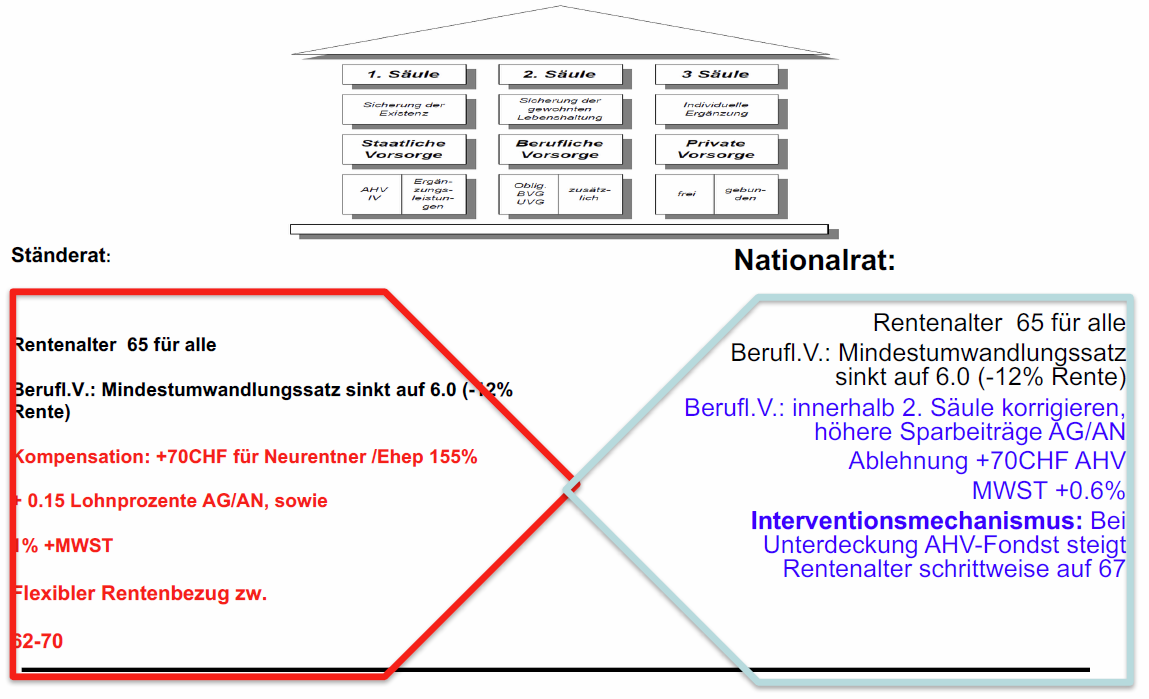 1. Säule
2. Säule
3 Säule
Sicherung der
Existenz
Sicherung der
gewohnten
Lebenshaltung
Individuelle
Ergänzung
Staatliche
Vorsorge
Berufliche
Vorsorge
Private
Vorsorge
AHV
IV
Ergän-
zungs-
leistun-
gen
Oblig.
BVG
UVG
zusätz-
lich
frei
gebun-
den
Ständerat:
Rentenalter 65 für alle
Berufl.V.: Mindestumwandlungssatz sinkt auf 6.0 (-12%
Rente)
Kompensation: +70CHF für Neurentner /Ehep 155%
+ 0.15 Lohnprozente AG/AN, sowie
1% +MWST
Flexibler Rentenbezug zw.
62-70
Nationalrat:
Rentenalter 65 für alle
Berufl.V.: Mindestumwandlungssatz
sinkt auf 6.0 (-12% Rente)
Berufl.V.: innerhalb 2. Säule korrigieren,
höhere Sparbeiträge AG/AN
Ablehnung +70CHF AHV
MWST +0.6%
Interventionsmechanismus: Bei
Unterdeckung AHV-Fondst steigt
Rentenalter schrittweise auf 67